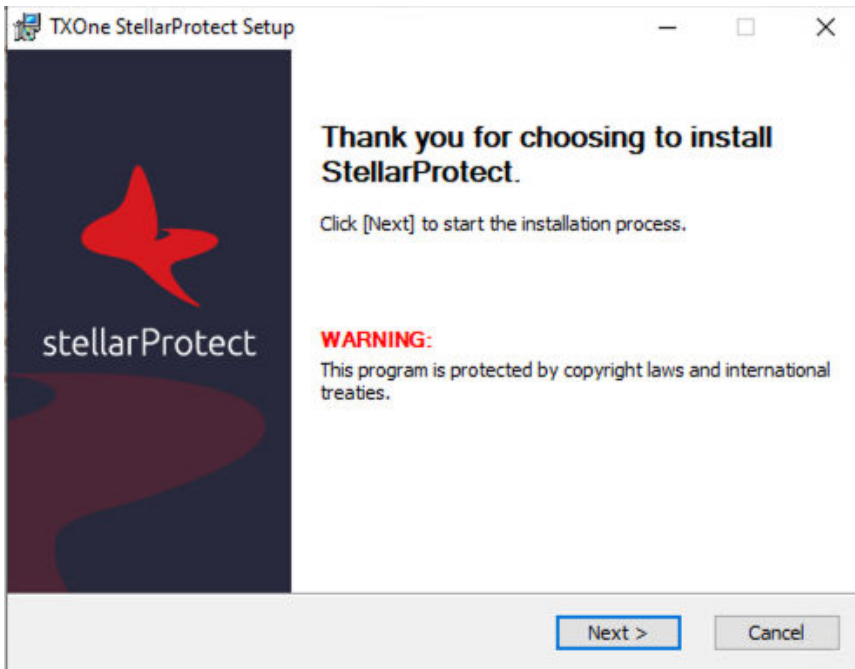 TXOne StellarProtect Setup
Thank you for choosing to install
StellarProtect.
Click [Next] to start the installation process.
stellarProtect
WARNING:
This program is protected by copyright laws and international
treaties.
Next >
Cancel